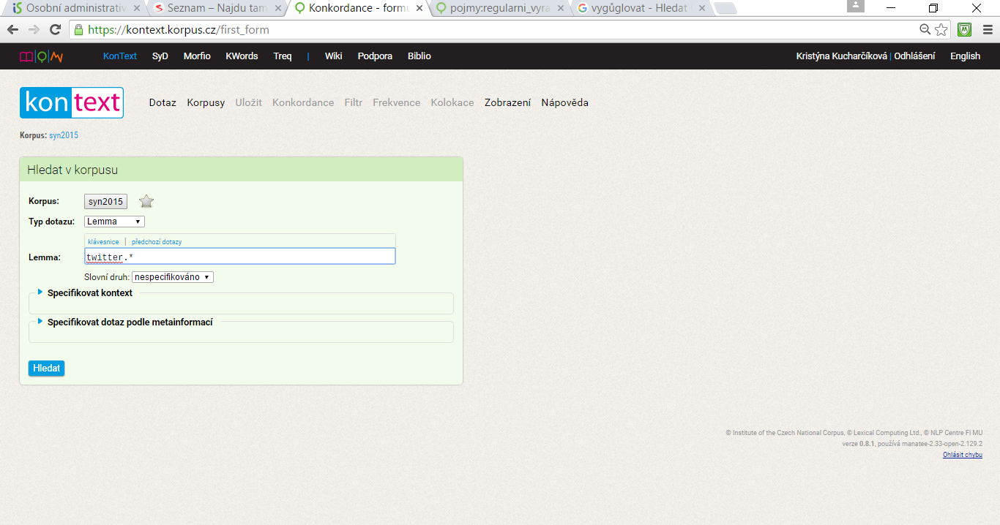 Osobní administrativ Seznam – Najdu tam Konkordance - form pojmy:regularni_vyra vygůglovat - Hledat
https://kontext.korpus.cz/first_form
KonText SyD Morfio KWords Treq | Wiki Podpora Biblio Kristýna Kucharčíková | Odhlášení English
kontext Dotaz Korpusy Uložit Konkordance Filtr Frekvence Kolokace Zobrazení Nápověda
Korpus: syn2015
Hledat v korpusu
Korpus: syn2015
Typ dotazu: Lemma
klávesnice | předchozí dotazy
Lemma: twitter.*
Slovní druh: nespecifikováno
Specifikovat kontext
Specifikovat dotaz podle metainformací
Hledat
© Institute of the Czech National Corpus, © Lexical Computing Ltd., © NLP Centre FI MU
verze 0.8.1, používá manatee-2.33-open-2.129.2
Ohlásit chybu